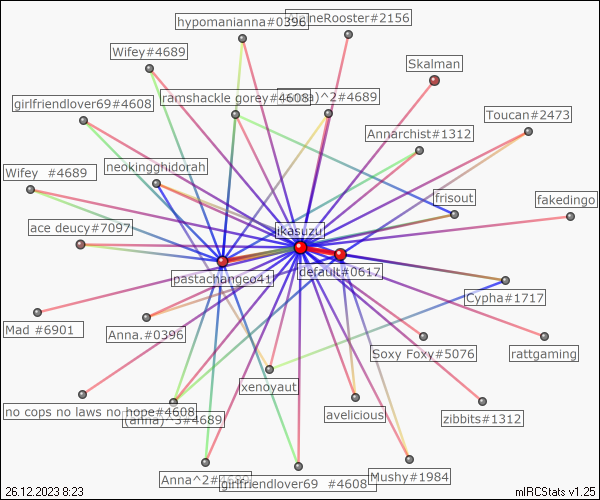 hypomanianna#0396
neRooster#2156
Wifey#4689
Skalman
girlfriendlover69#4608
ramshackle gorey#4608
)^2#4689
Toucan#2473
Annarchist#1312
neokingghidorah
Wifey #4689
frisout
fakedingo
ace deucy#7097
ikasuzu
pastachangeo41
default#0617
Cypha#1717
Mad #6901
Anna.#0396
Soxy Foxy#5076
rattgaming
xenoyaut
no cops no laws no hope#4608
(anna)^3#4689
avelicious
zibbits#1312
Anna^2#4689
girlfriendlover69 #4608
Mushy#1984
26.12.2023 8:23
mIRCStats v1.25